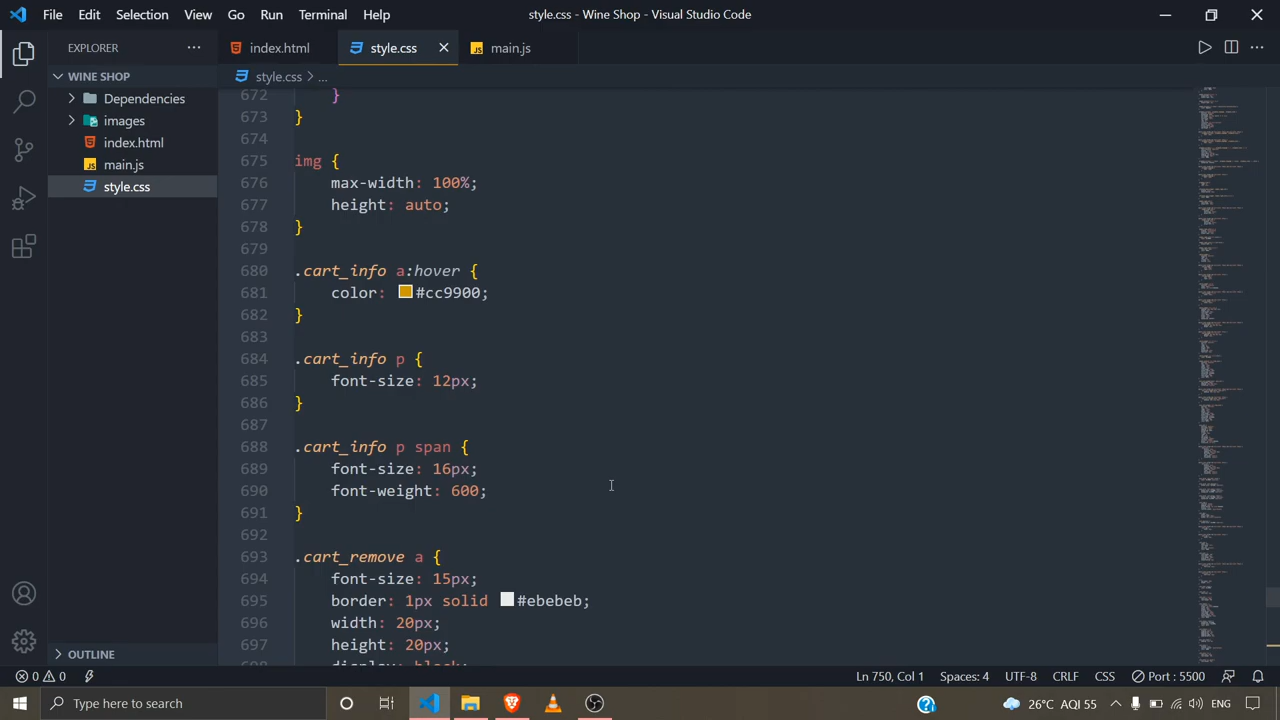 File Edit Selection View Go Run Terminal Help style.css - Wine Shop - Visual Studio Code
EXPLORER
index.html style.css main.js
WINE SHOP
style.css > ...
Dependencies
images
index.html
main.js
style.css
672 }
673 }
674
675 img {
676 max-width: 100%;
677 height: auto;
678 }
679
680 .cart_info a:hover {
681 color: #cc9900;
682 }
683
684 .cart_info p {
685 font-size: 12px;
686 }
687
688 .cart_info p span {
689 font-size: 16px;
690 font-weight: 600;
691 }
692
693 .cart_remove a {
694 font-size: 15px;
695 border: 1px solid #ebebeb;
696 width: 20px;
697 height: 20px;
698 display: block;
OUTLINE
0 0 Ln 750, Col 1 Spaces: 4 UTF-8 CRLF CSS Port : 5500
Type here to search 26°C AQI 55 ENG